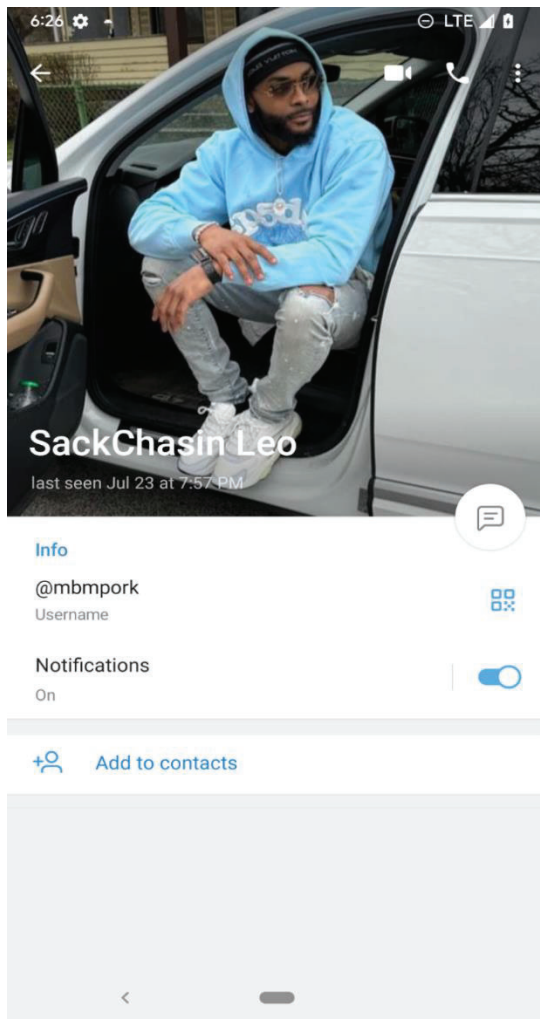 6:26
LTE
SackChasin Leo
last seen Jul 23 at 7:57 PM
Info
@mbmpork
Username
Notifications
On
Add to contacts